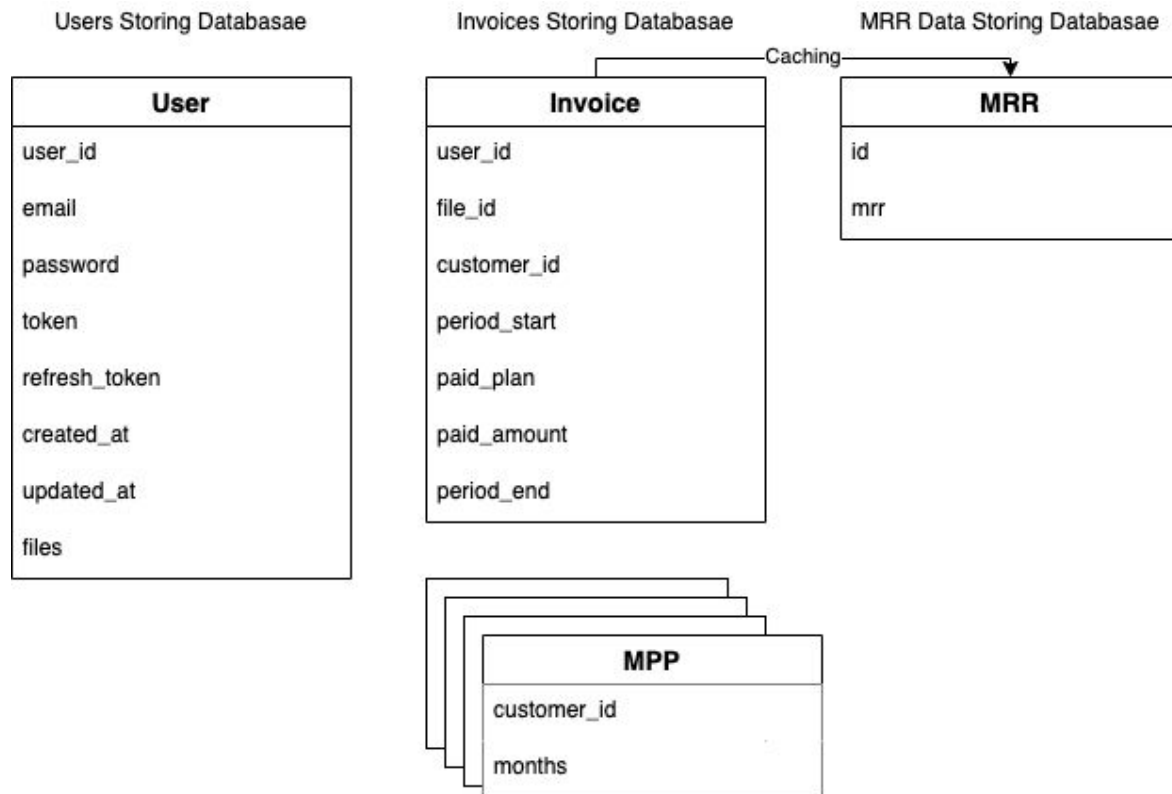 Users Storing Databasae
Invoices Storing Databasae
MRR Data Storing Databasae
Caching
User
user_id
email
password
token
refresh_token
created_at
updated_at
files
Invoice
user_id
file_id
customer_id
period_start
paid_plan
paid_amount
period_end
MRR
id
mrr
MPP
customer_id
months